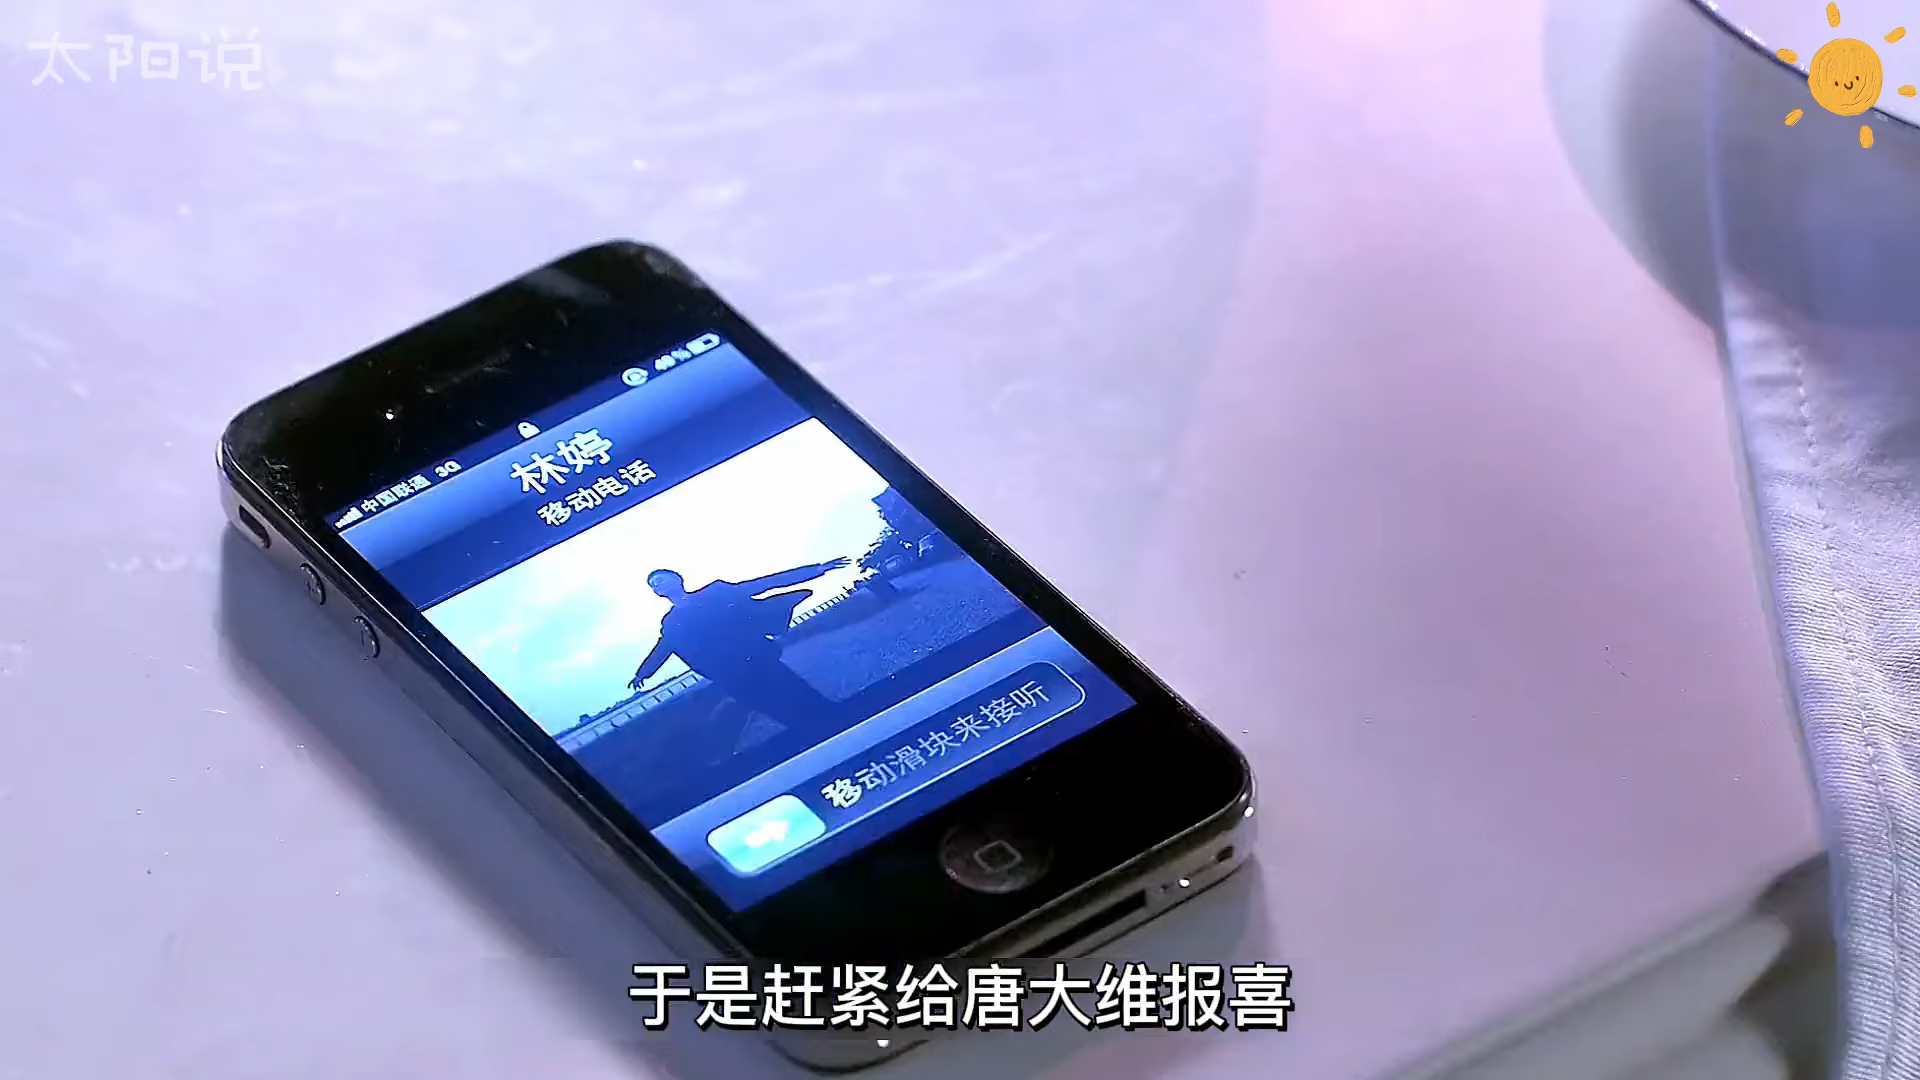 太阳说
中国联通 3G
林婷
移动电话
移动滑块来接听
于是赶紧给唐大维报喜